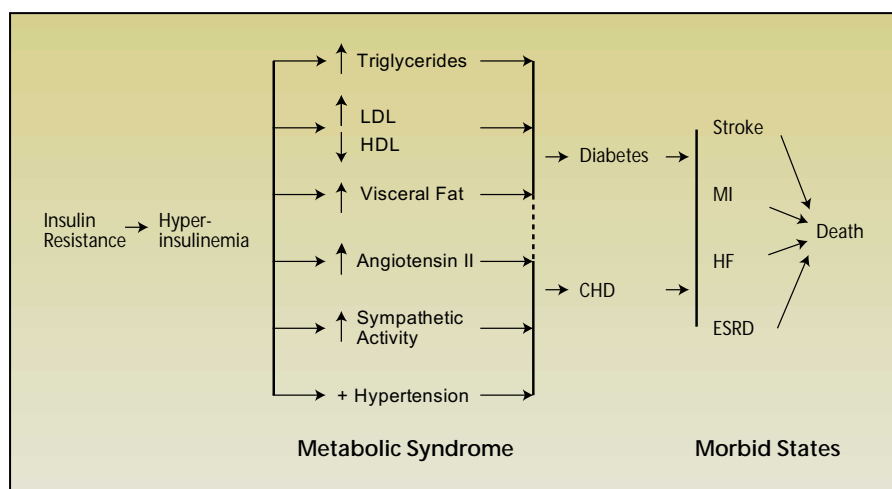 Insulin
Resistance
Hyper-
insulinemia
Triglycerides
LDL
HDL
Visceral Fat
Angiotensin II
Sympathetic
Activity
+ Hypertension
Metabolic Syndrome
Diabetes
CHD
Stroke
MI
HF
ESRD
Death
Morbid States